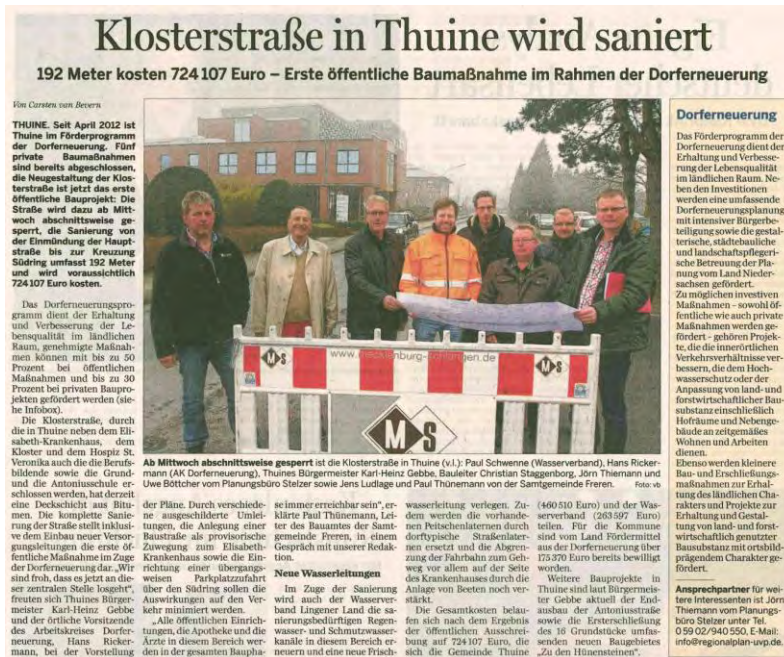 Klosterstraße in Thuine wird saniert
192 Meter kosten 724 107 Euro – Erste öffentliche Baumaßnahme im Rahmen der Dorferneuerung
Von Carsten van Bevern
THUINE. Seit April 2012 ist
Thuine im Förderprogramm
der Dorferneuerung. Fünf
private Baumaßnahmen
sind bereits abgeschlossen,
die Neugestaltung der Klos-
terstraße ist jetzt das erste
öffentliche Bauprojekt: Die
Straße wird dazu ab Mitt-
woch abschnittsweise ge-
sperrt, die Sanierung von
der Einmündung der Haupt-
straße bis zur Kreuzung
Südring umfasst 192 Meter
und wird voraussichtlich
724 107 Euro kosten.
Das Dorferneuerungspro-
gramm dient der Erhaltung
und Verbesserung der Le-
bensqualität im ländlichen
Raum, genehmigte Maßnah-
men können mit bis zu 50
Prozent bei öffentlichen
Maßnahmen und bis zu 30
Prozent bei privaten Baupro-
jekten gefördert werden (sie-
he Infobox).
Die Klosterstraße, durch
die in Thuine neben dem Eli-
sabeth-Krankenhaus, dem
Kloster und dem Hospiz St.
Veronika auch die die Berufs-
bildende sowie die Grund-
und die Antoniusschule er-
schlossen werden, hat derzeit
eine Deckschicht aus Bitu-
men. Die komplette Sanie-
rung der Straße stellt inklusi-
ve dem Einbau neuer Versor-
gungsleitungen die erste öf-
fentliche Maßnahme im Zuge
der Dorferneuerung dar. „Wir
sind froh, dass es jetzt an die-
ser zentralen Stelle losgeht",
freuten sich Thuines Bürger-
meister Karl-Heinz Gebbe
und der örtliche Vorsitzende
des Arbeitskreises Dorfer-
neuerung, Hans Ricker-
mann, bei der Vorstellung
www.mecklenburg-sohlangen.de
M S
M S
M S
Ab Mittwoch abschnittsweise gesperrt ist die Klosterstraße in Thuine (v.l.): Paul Schwenne (Wasserverband), Hans Ricker-
mann (AK Dorferneuerung), Thuines Bürgermeister Karl-Heinz Gebbe, Bauleiter Christian Staggenborg, Jörn Thiemann und
Uwe Böttcher vom Planungsbüro Stelzer sowie Jens Ludlage und Paul Thünemann von der Samtgemeinde Freren. Foto: vb
der Pläne. Durch verschiede-
ne ausgeschilderte Umlei-
tungen, die Anlegung einer
Baustraße als provisorische
Zuwegung zum Elisabeth-
Krankenhaus sowie die Ein-
richtung einer übergangs-
weisen Parkplatzzufahrt
über den Südring sollen die
Auswirkungen auf den Ver-
kehr minimiert werden.
„Alle öffentlichen Einrich-
tungen, die Apotheke und die
Ärzte in diesem Bereich wer-
den in der gesamten Baupha-
se immer erreichbar sein", er-
klärte Paul Thünemann, Lei-
ter des Bauamtes der Samt-
gemeinde Freren, in einem
Gespräch mit unserer Redak-
tion.
Neue Wasserleitungen
Im Zuge der Sanierung
wird auch der Wasserver-
band Lingener Land die sa-
nierungsbedürftigen Regen-
wasser- und Schmutzwasser-
kanäle in diesem Bereich er-
neuern und eine neue Frisch-
wasserleitung verlegen. Zu-
dem werden die vorhande-
nen Peitschenlaternen durch
dorftypische Straßenlater-
nen ersetzt und die Abgren-
zung der Fahrbahn zum Geh-
weg vor allem auf der Seite
des Krankenhauses durch die
Anlage von Beeten noch ver-
stärkt.
Die Gesamtkosten belau-
fen sich nach dem Ergebnis
der öffentlichen Ausschrei-
bung auf 724 107 Euro, die
sich die Gemeinde Thuine
(460 510 Euro) und der Was-
serverband (263 597 Euro)
teilen. Für die Kommune
sind vom Land Fördermittel
aus der Dorferneuerung über
175 370 Euro bereits bewilligt
worden.
Weitere Bauprojekte in
Thuine sind laut Bürgermeis-
ter Gebbe aktuell der End-
ausbau der Antoniusstraße
sowie die Erschließung
des 16 Grundstücke umfas-
senden neuen Baugebietes
„Zu den Hünensteinen".
Dorferneuerung
Das Förderprogramm der
Dorferneuerung dient der
Erhaltung und Verbesse-
rung der Lebensqualität
im ländlichen Raum. Ne-
ben den Investitionen
werden eine umfassende
Dorferneuerungsplanung
mit intensiver Bürgerbe-
teiligung sowie die gestal-
terische, städtebauliche
und landschaftspflegeri-
sche Betreuung der Pla-
nung vom Land Nieder-
sachsen gefördert.
Zu möglichen investiven
Maßnahmen – sowohl öf-
fentliche wie auch private
Maßnahmen werden ge-
fördert – gehören Projek-
te, die die innerörtlichen
Verkehrsverhältnisse ver-
bessern, die dem Hoch-
wasserschutz oder der
Anpassung von land- und
forstwirtschaftlicher Bau-
substanz einschließlich
Hofräume und Nebenge-
bäude an zeitgemäßes
Wohnen und Arbeiten
dienen.
Ebenso werden kleinere
Bau- und Erschließungs-
maßnahmen zur Erhal-
tung des ländlichen Cha-
rakters und Projekte zur
Erhaltung und Gestal-
tung von land- und forst-
wirtschaftlich genutzter
Bausubstanz mit ortsbild-
prägendem Charakter ge-
fördert.
Ansprechpartner für wei-
tere Interessenten ist Jörn
Thiemann vom Planungs-
büro Stelzer unter Tel.
0 59 02/940 550, E-Mail:
info@regionalplan-uvp.de.